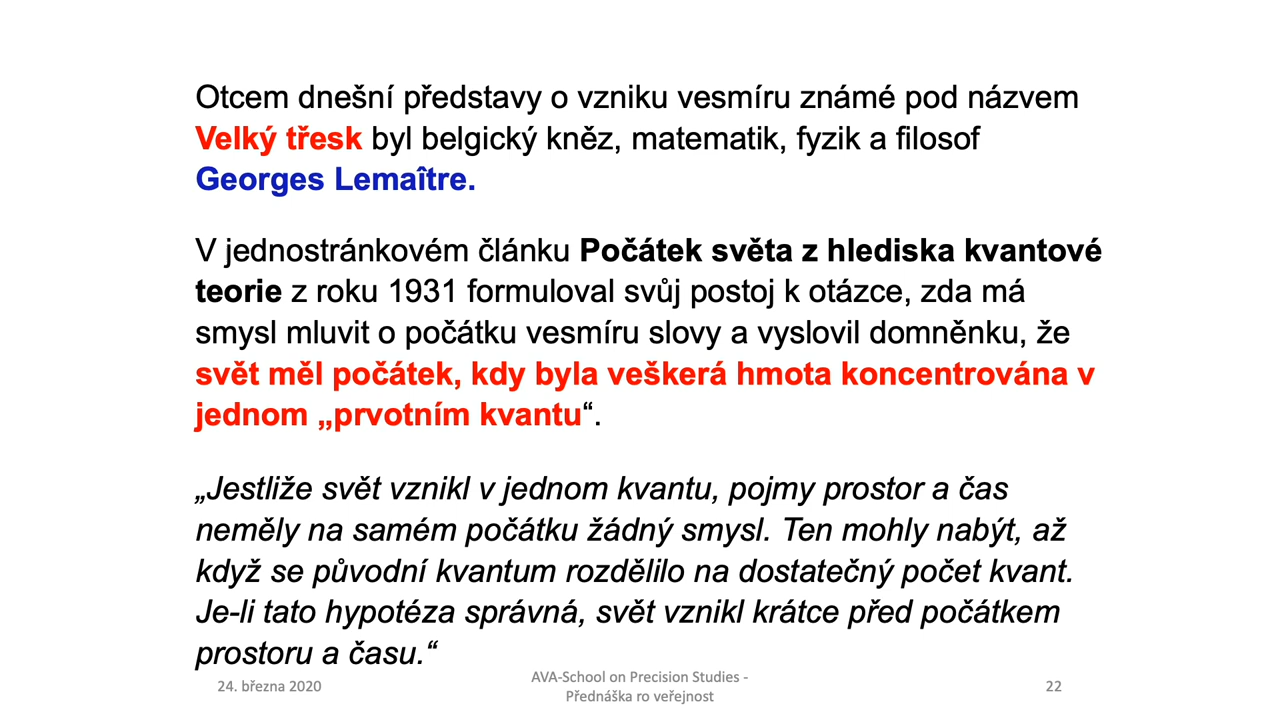 Otcem dnešní představy o vzniku vesmíru známé pod názvem
Velký třesk byl belgický kněz, matematik, fyzik a filosof
Georges Lemaître.
V jednostránkovém článku Počátek světa z hlediska kvantové
teorie z roku 1931 formuloval svůj postoj k otázce, zda má
smysl mluvit o počátku vesmíru slovy a vyslovil domněnku, že
svět měl počátek, kdy byla veškerá hmota koncentrována v
jednom „prvotním kvantu“.
„Jestliže svět vznikl v jednom kvantu, pojmy prostor a čas
neměly na samém počátku žádný smysl. Ten mohly nabýt, až
když se původní kvantum rozdělilo na dostatečný počet kvant.
Je-li tato hypotéza správná, svět vznikl krátce před počátkem
prostoru a času.“
24. března 2020
AVA-School on Precision Studies -
Přednáška ro veřejnost
22